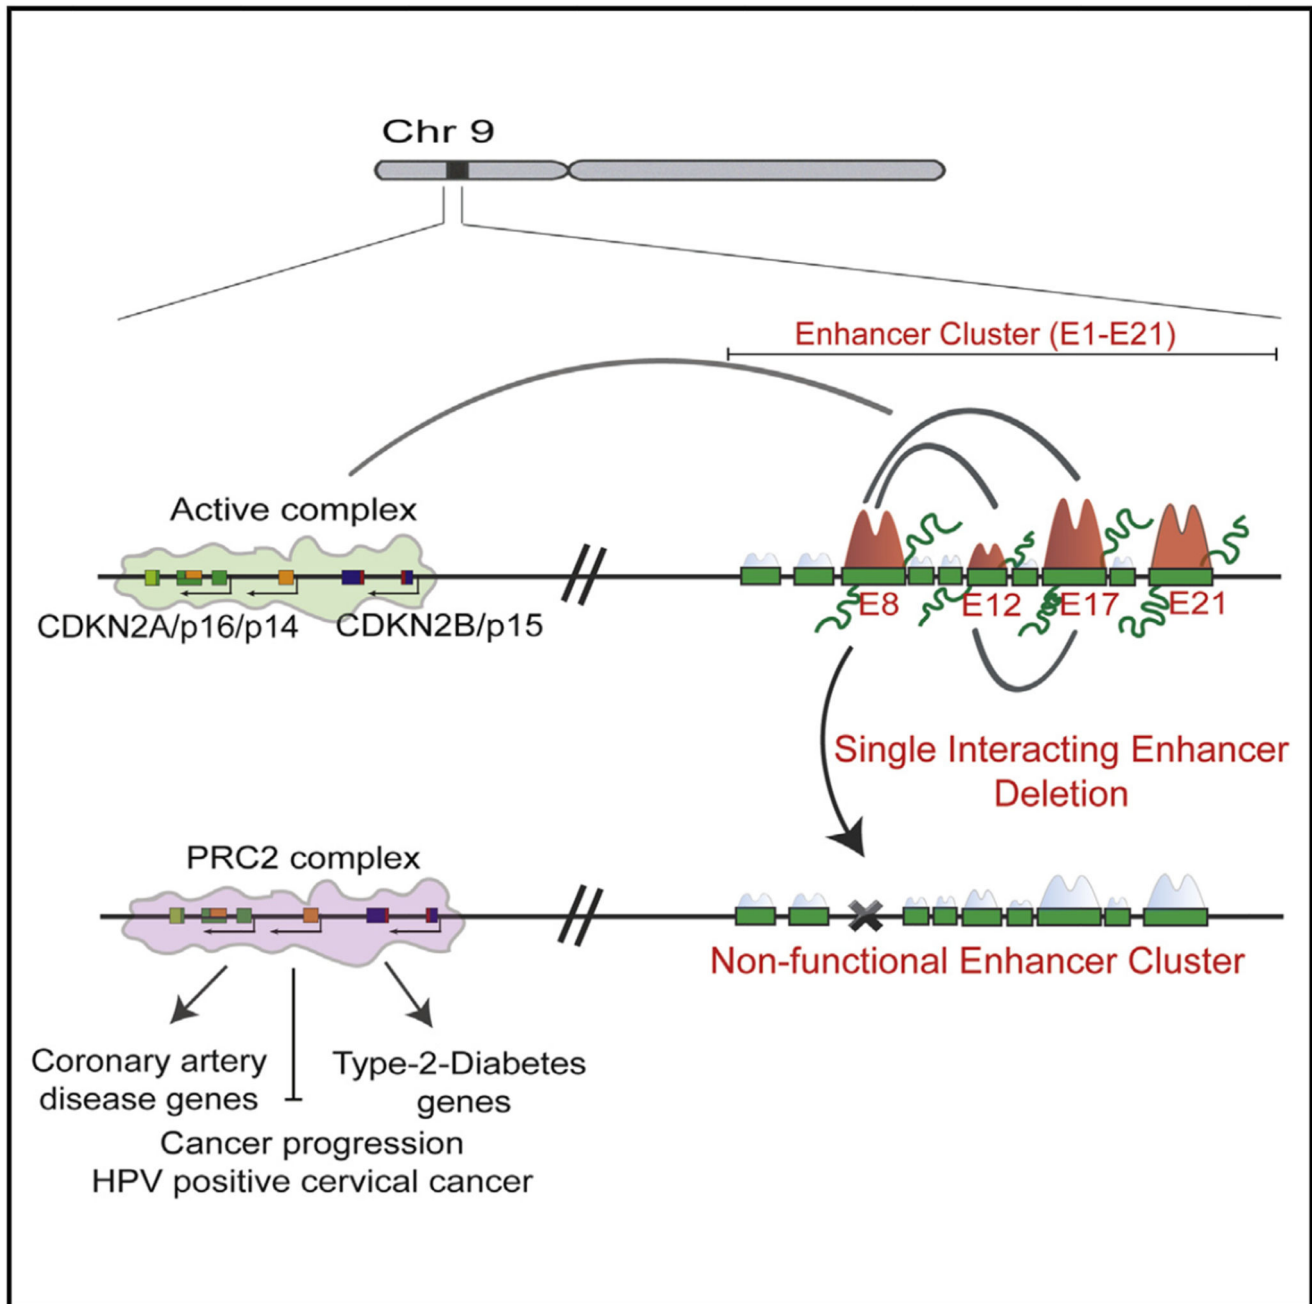 Chr 9
Enhancer Cluster (E1-E21)
Active complex
E8
E12
E17
E21
CDKN2A/p16/p14
CDKN2B/p15
Single Interacting Enhancer
Deletion
PRC2 complex
Non-functional Enhancer Cluster
Coronary artery
disease genes
Type-2-Diabetes
genes
Cancer progression
HPV positive cervical cancer